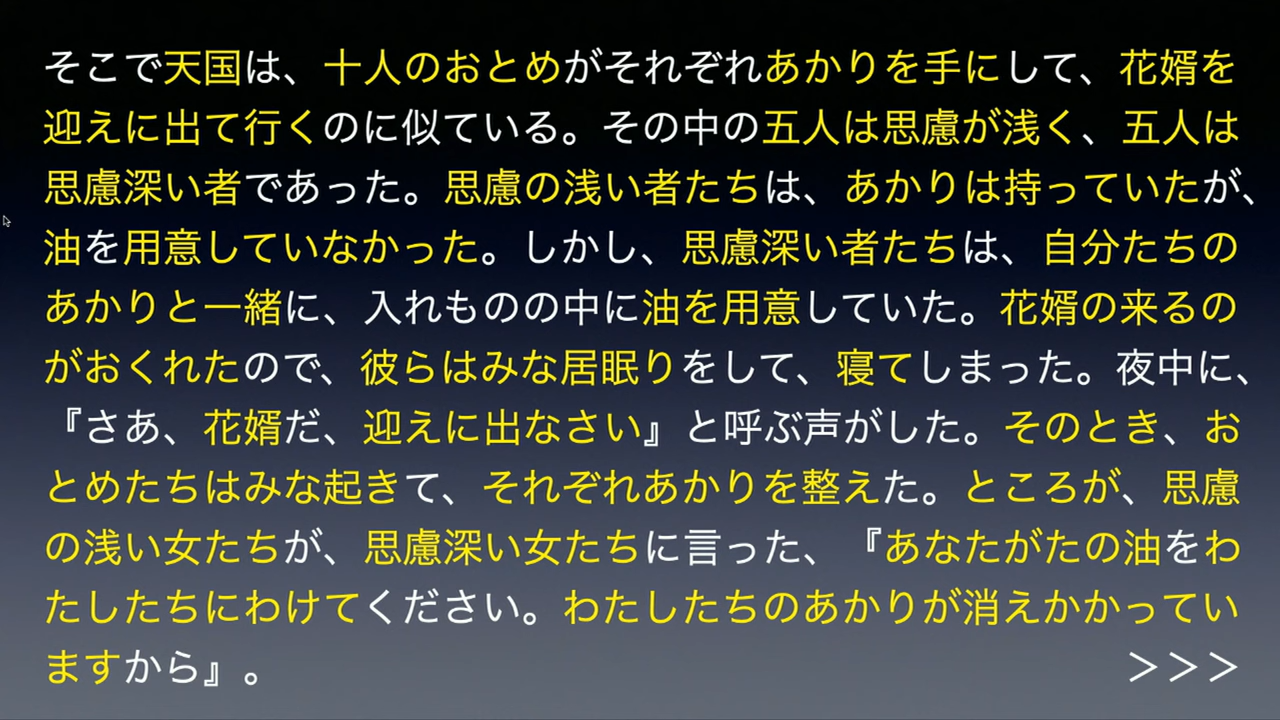 そこで天国は、十人のおとめがそれぞれあかりを手にして、花婿を
迎えに出て行くのに似ている。その中の五人は思慮が浅く、五人は
思慮深い者であった。思慮の浅い者たちは、あかりは持っていたが、
油を用意していなかった。しかし、思慮深い者たちは、自分たちの
あかりと一緒に、入れものの中に油を用意していた。花婿の来るの
がおくれたので、彼らはみな居眠りをして、寝てしまった。夜中に、
『さあ、花婿だ、迎えに出なさい』と呼ぶ声がした。そのとき、お
とめたちはみな起きて、それぞれあかりを整えた。ところが、思慮
の浅い女たちが、思慮深い女たちに言った、『あなたがたの油をわ
たしたちにわけてください。わたしたちのあかりが消えかかってい
ますから』。 >>>